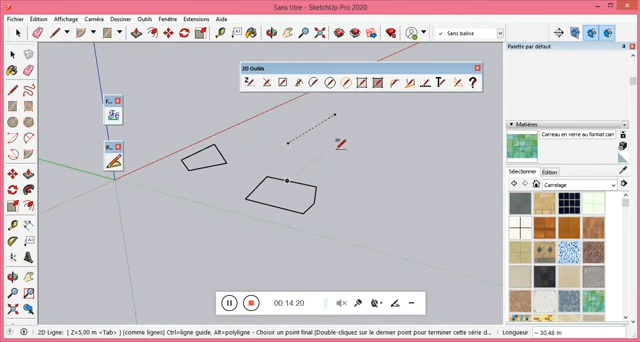 Sans titre - SketchUp Pro 2020
Fichier Édition Affichage Caméra Dessiner Outils Fenêtre Extensions Aide
Sans balise
Palette par défaut
2D Outils
Matières
Carreau en verre au format carr
Sélectionner Édition
Carrelage
00:14:20
2D Ligne: [ Z=5,00 m <Tab> ] [comme lignes] Ctrl=ligne guide, Alt=polyligne - Choisir un point final [Double-cliquez sur le dernier point pour terminer cette série d... Longueur ~ 30,48 m